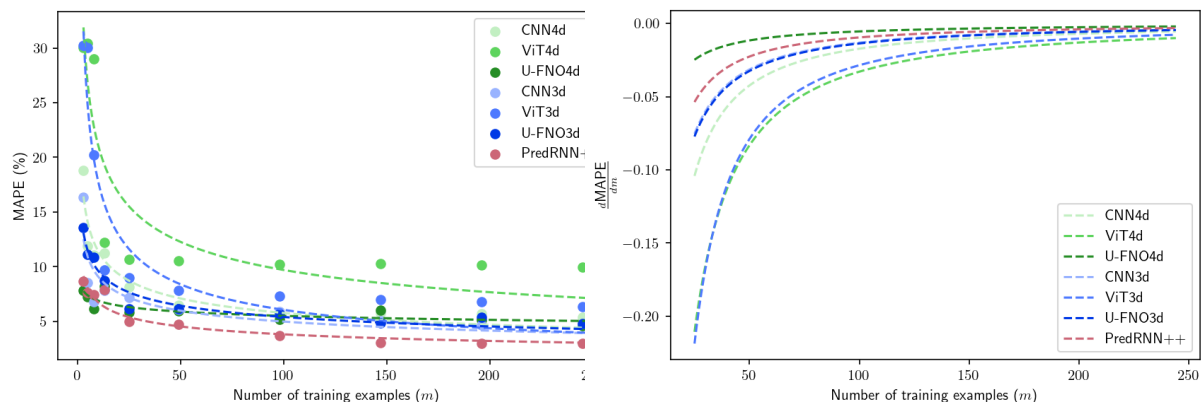 MAPE (%)
30
25
20
15
10
5
0
50
100
150
200
Number of training examples (m)
CNN4d
ViT4d
U-FNO4d
CNN3d
ViT3d
U-FNO3d
PredRNN+
dMAPE
dm
0.00
−0.05
−0.10
−0.15
−0.20
50
100
150
200
250
Number of training examples (m)
CNN4d
ViT4d
U-FNO4d
CNN3d
ViT3d
U-FNO3d
PredRNN++